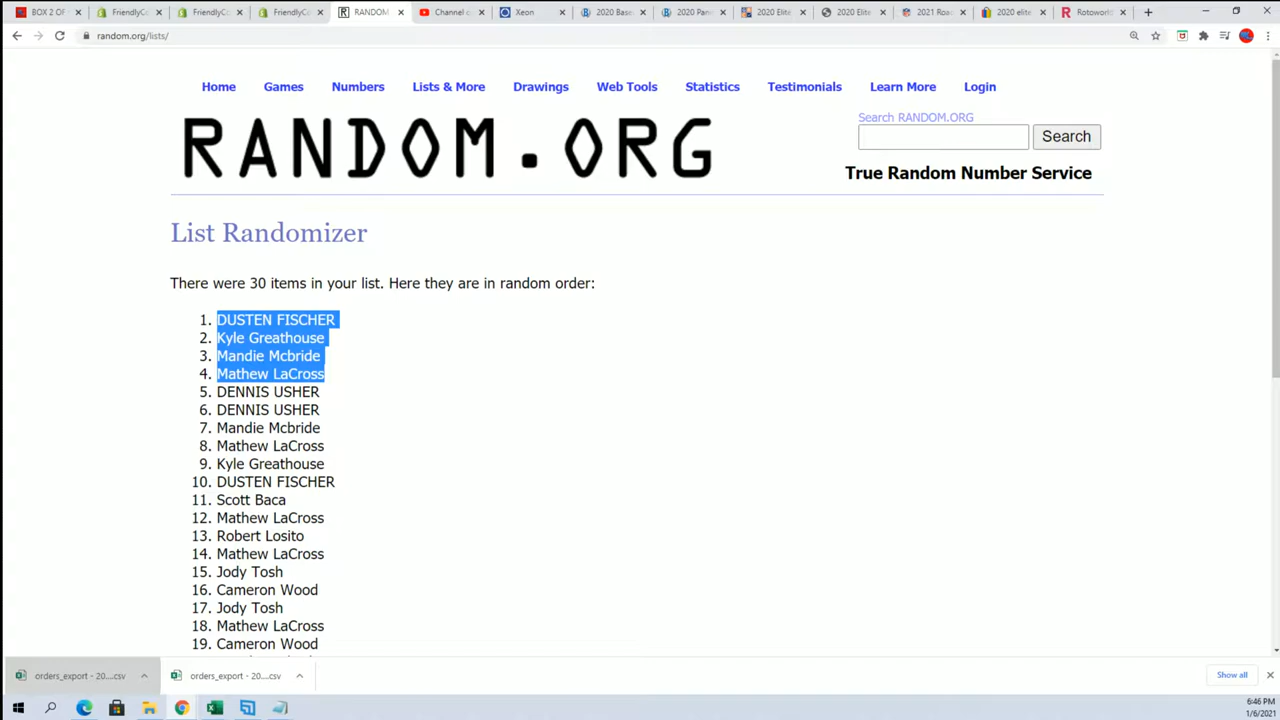 BOX 2 OF
FriendlyCo
FriendlyCo
FriendlyCo
RANDOM
Channel c
Xeon
2020 Base
2020 Pan
2020 Elite
2020 Elite
2021 Road
2020 elite
Rotoworld
random.org/lists/
Home Games Numbers Lists & More Drawings Web Tools Statistics Testimonials Learn More Login
RANDOM.ORG
Search RANDOM.ORG
Search
True Random Number Service
List Randomizer
There were 30 items in your list. Here they are in random order:
1. DUSTEN FISCHER
2. Kyle Greathouse
3. Mandie Mcbride
4. Mathew LaCross
5. DENNIS USHER
6. DENNIS USHER
7. Mandie Mcbride
8. Mathew LaCross
9. Kyle Greathouse
10. DUSTEN FISCHER
11. Scott Baca
12. Mathew LaCross
13. Robert Losito
14. Mathew LaCross
15. Jody Tosh
16. Cameron Wood
17. Jody Tosh
18. Mathew LaCross
19. Cameron Wood
orders_export - 20....csv
orders_export - 20....csv
Show all
6:46 PM
1/6/2021